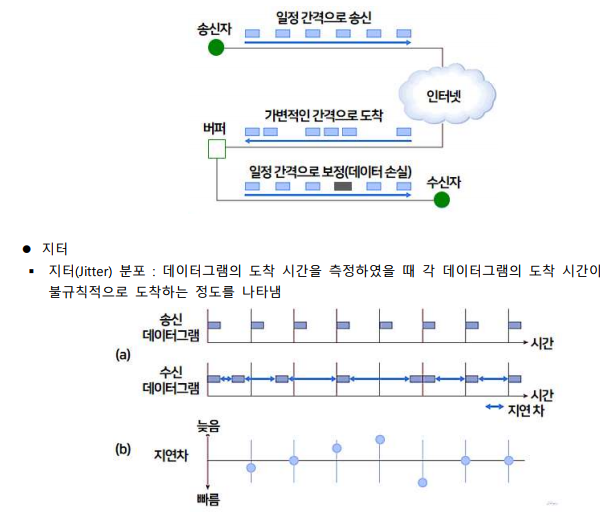 일정 간격으로 송신
송신자
인터넷
가변적인 간격으로 도착
버퍼
일정 간격으로 보정(데이터 손실)
수신자
● 지터
▪ 지터(Jitter) 분포 : 데이터그램의 도착 시간을 측정하였을 때 각 데이터그램의 도착 시간이
불규칙적으로 도착하는 정도를 나타냄
송신
데이터그램
시간
(a)
수신
데이터그램
시간
지연 차
늦음
(b)
지연차
빠름